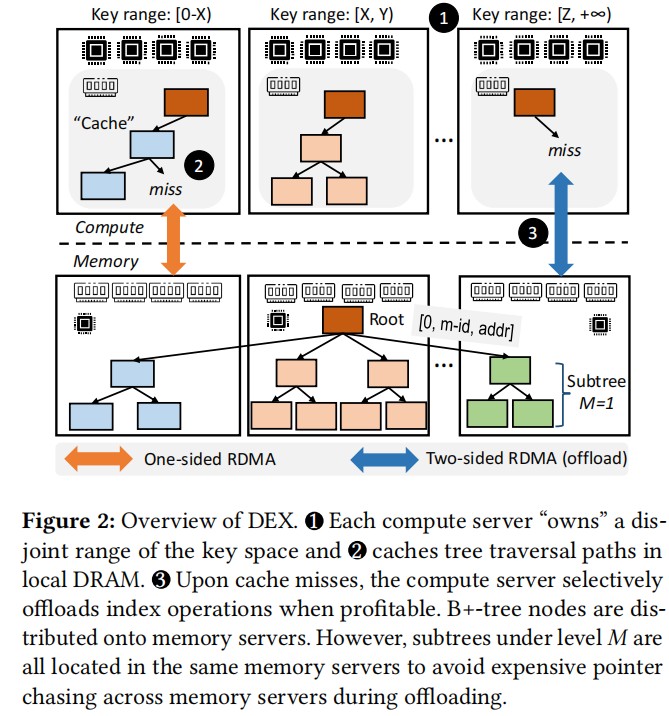 Key range: [0-X)
Key range: [X, Y)
1
Key range: [Z, +∞)
“Cache”
2
miss
...
miss
3
Compute
Memory
Root
[0, m-id, addr]
...
Subtree
M=1
One-sided RDMA
Two-sided RDMA (offload)
Figure 2: Overview of DEX. ❶ Each compute server “owns” a dis-
joint range of the key space and ❷ caches tree traversal paths in
local DRAM. ❸ Upon cache misses, the compute server selectively
offloads index operations when profitable. B+-tree nodes are dis-
tributed onto memory servers. However, subtrees under level M are
all located in the same memory servers to avoid expensive pointer
chasing across memory servers during offloading.